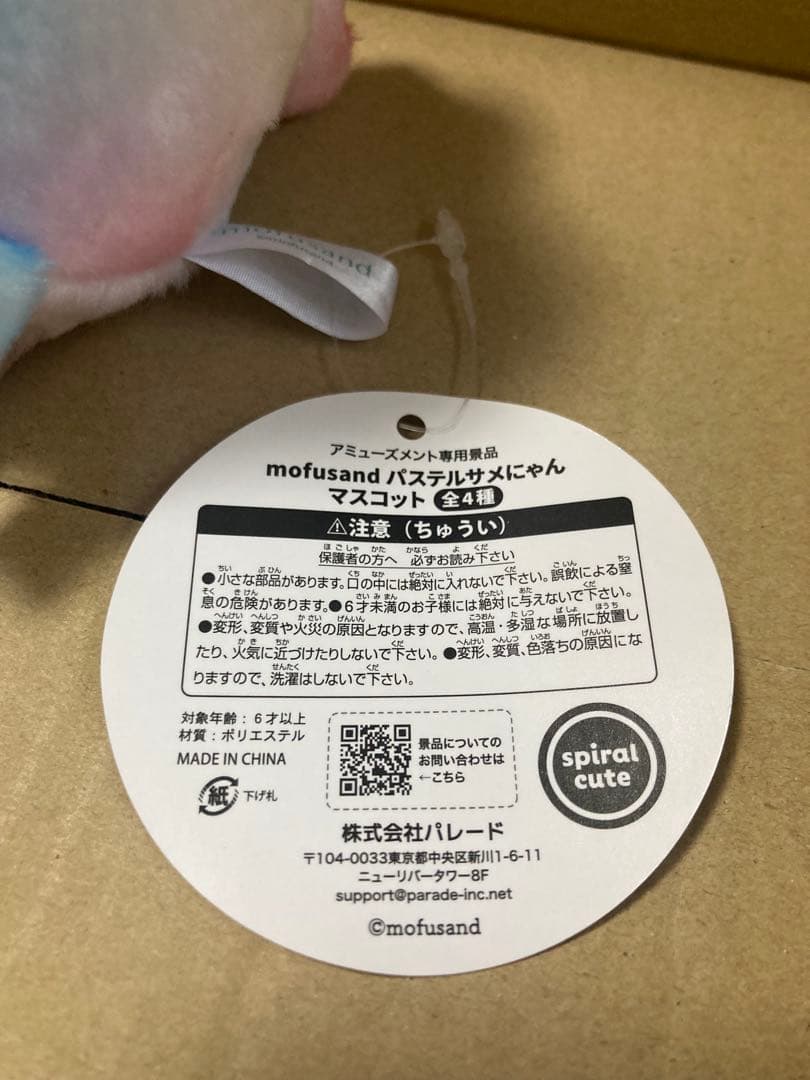 mofusand
アミューズメント専用景品
mofusand パステルサメにゃん
マスコット 全4種
⚠注意（ちゅうい）
保護者の方へ 必ずお読み下さい
●小さな部品があります。口の中には絶対に入れないで下さい。誤飲による窒
息の危険があります。●6才未満のお子様には絶対に与えないで下さい。
●変形、変質や火災の原因となりますので、高温・多湿な場所に放置し
たり、火気に近づけたりしないで下さい。●変形、変質、色落ちの原因にな
りますので、洗濯はしないで下さい。
対象年齢：6才以上
材質：ポリエステル
MADE IN CHINA
紙 下げ札
景品についての
お問い合わせは
←こちら
spiral
cute
株式会社パレード
〒104-0033東京都中央区新川1-6-11
ニューリバータワー8F
support@parade-inc.net
©mofusand